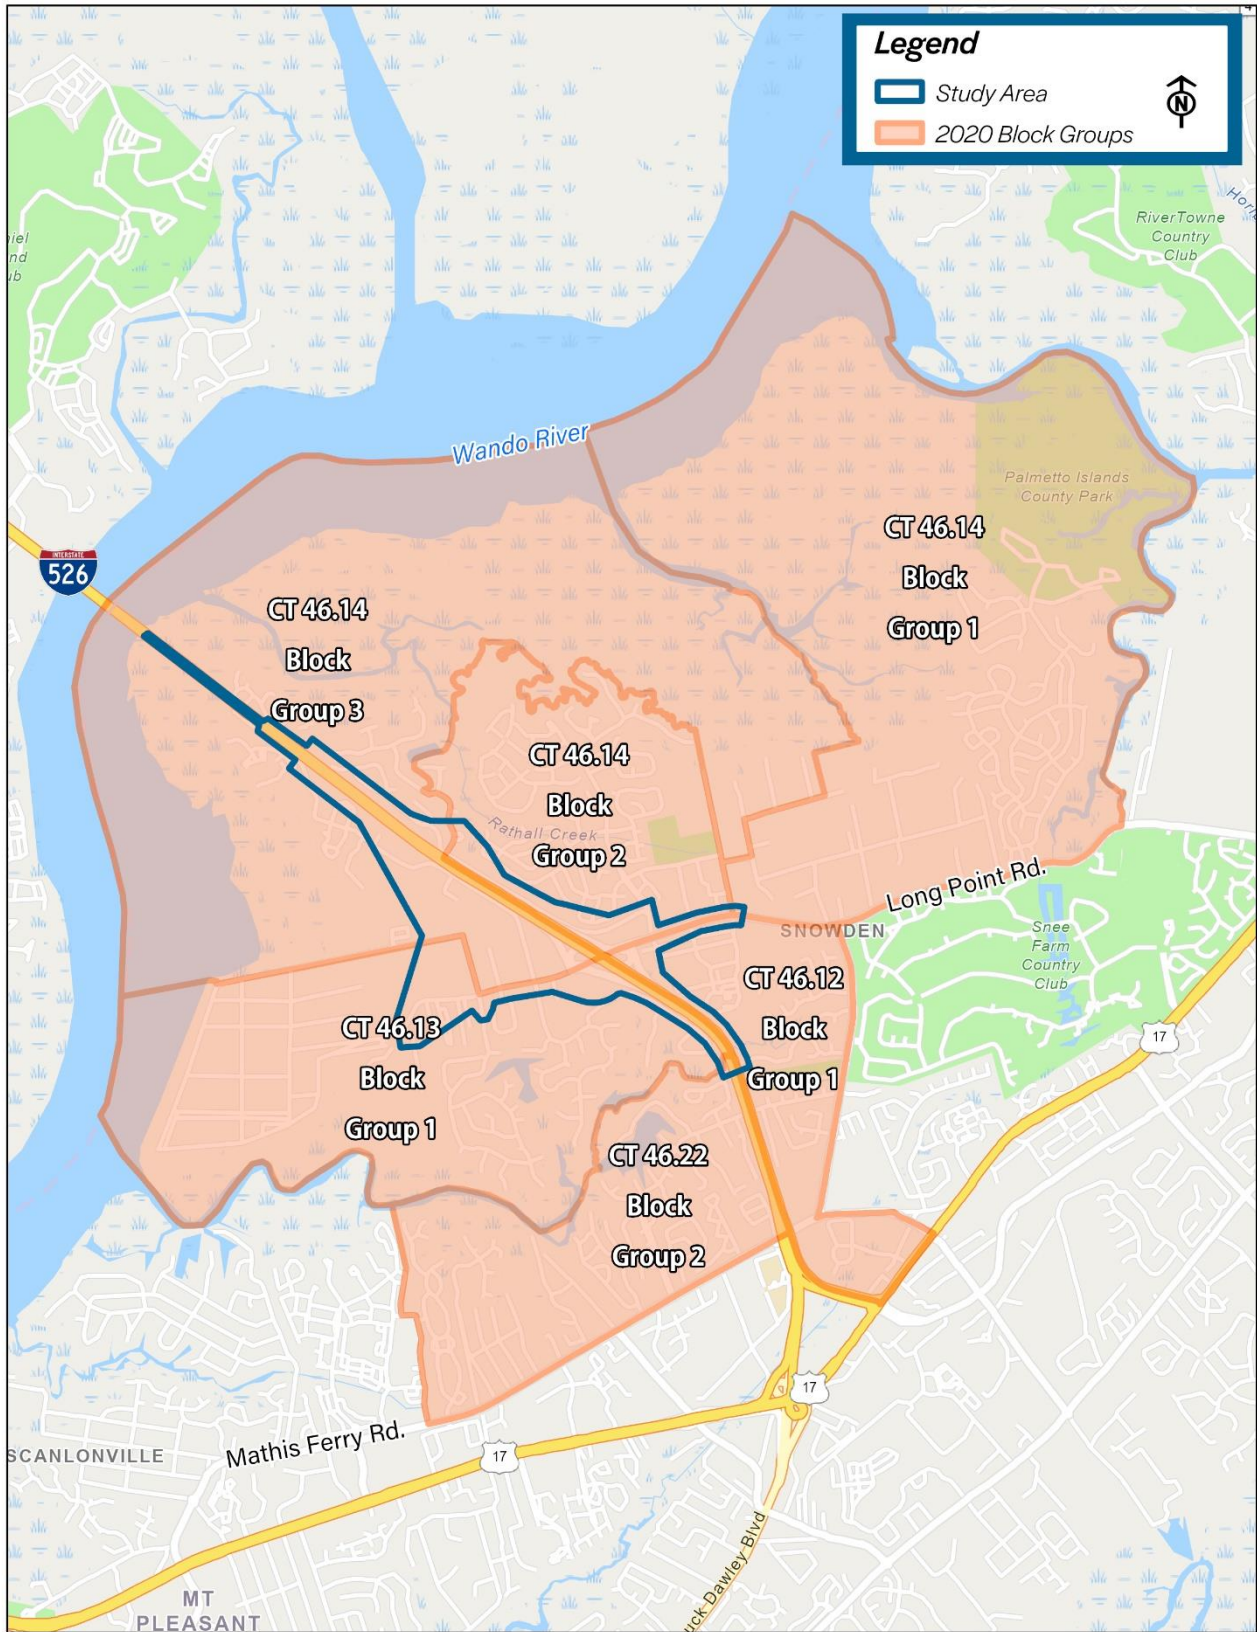 Legend
Study Area
N
2020 Block Groups
RiverTowne
Country
Club
Wando River
Palmetto Islands
County Park
INTERSTATE
526
CT 46.14
Block
Group 1
CT 46.14
Block
Group 3
CT 46.14
Block
Group 2
Rathall Creek
Long Point Rd.
SNOWDEN
Snee
Farm
Country
Club
CT 46.12
Block
Group 1
CT 46.13
Block
Group 1
17
CT 46.22
Block
Group 2
17
Mathis Ferry Rd.
17
SCANLONVILLE
uck Dawley Blvd
MT
PLEASANT